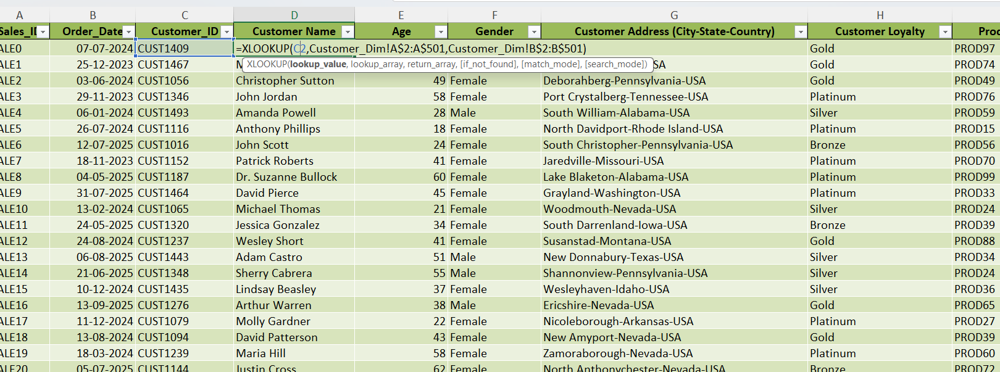 A B C D E F G H
Sales_ID Order_Date Customer_ID Customer Name Age Gender Customer Address (City-State-Country) Customer Loyalty Proc
ALE0 07-07-2024 CUST1409 =XLOOKUP(C2,Customer_Dim!A$2:A$501,Customer_Dim!B$2:B$501) Gold PROD97
XLOOKUP(lookup_value, lookup_array, return_array, [if_not_found], [match_mode], [search_mode])
ALE1 25-12-2023 CUST1467 M SA Gold PROD74
ALE2 03-06-2024 CUST1056 Christopher Sutton 49 Female Deborahberg-Pennsylvania-USA Gold PROD49
ALE3 29-11-2023 CUST1346 John Jordan 58 Female Port Crystalberg-Tennessee-USA Platinum PROD76
ALE4 06-01-2024 CUST1493 Amanda Powell 28 Male South William-Alabama-USA Silver PROD59
ALE5 26-07-2024 CUST1116 Anthony Phillips 18 Female North Davidport-Rhode Island-USA Platinum PROD15
ALE6 12-07-2025 CUST1016 John Scott 24 Female South Christopher-Pennsylvania-USA Bronze PROD56
ALE7 18-11-2023 CUST1152 Patrick Roberts 41 Female Jaredville-Missouri-USA Platinum PROD70
ALE8 04-05-2025 CUST1187 Dr. Suzanne Bullock 60 Female Lake Blaketon-Alabama-USA Platinum PROD99
ALE9 31-07-2025 CUST1464 David Pierce 45 Female Grayland-Washington-USA Platinum PROD33
ALE10 13-02-2024 CUST1065 Michael Thomas 21 Female Woodmouth-Nevada-USA Silver PROD24
ALE11 24-05-2025 CUST1320 Jessica Gonzalez 34 Female South Darrenland-Iowa-USA Bronze PROD39
ALE12 24-08-2024 CUST1237 Wesley Short 41 Female Susanstad-Montana-USA Gold PROD88
ALE13 06-08-2025 CUST1443 Adam Castro 51 Male New Donnabury-Texas-USA Silver PROD34
ALE14 21-06-2025 CUST1348 Sherry Cabrera 55 Male Shannonview-Pennsylvania-USA Silver PROD24
ALE15 10-12-2024 CUST1435 Lindsay Beasley 37 Female Wesleyhaven-Idaho-USA Silver PROD36
ALE16 13-09-2025 CUST1276 Arthur Warren 38 Male Ericshire-Nevada-USA Gold PROD65
ALE17 11-12-2024 CUST1079 Molly Gardner 22 Female Nicoleborough-Arkansas-USA Platinum PROD27
ALE18 13-08-2024 CUST1094 David Patterson 43 Female New Amyport-Nevada-USA Gold PROD39
ALE19 18-03-2024 CUST1239 Maria Hill 58 Female Zamoraborough-Nevada-USA Platinum PROD60
ALE20 05-07-2025 CUST1144 Justin Cross 62 Female North Anthonychester-Nevada-USA Bronze PROD72